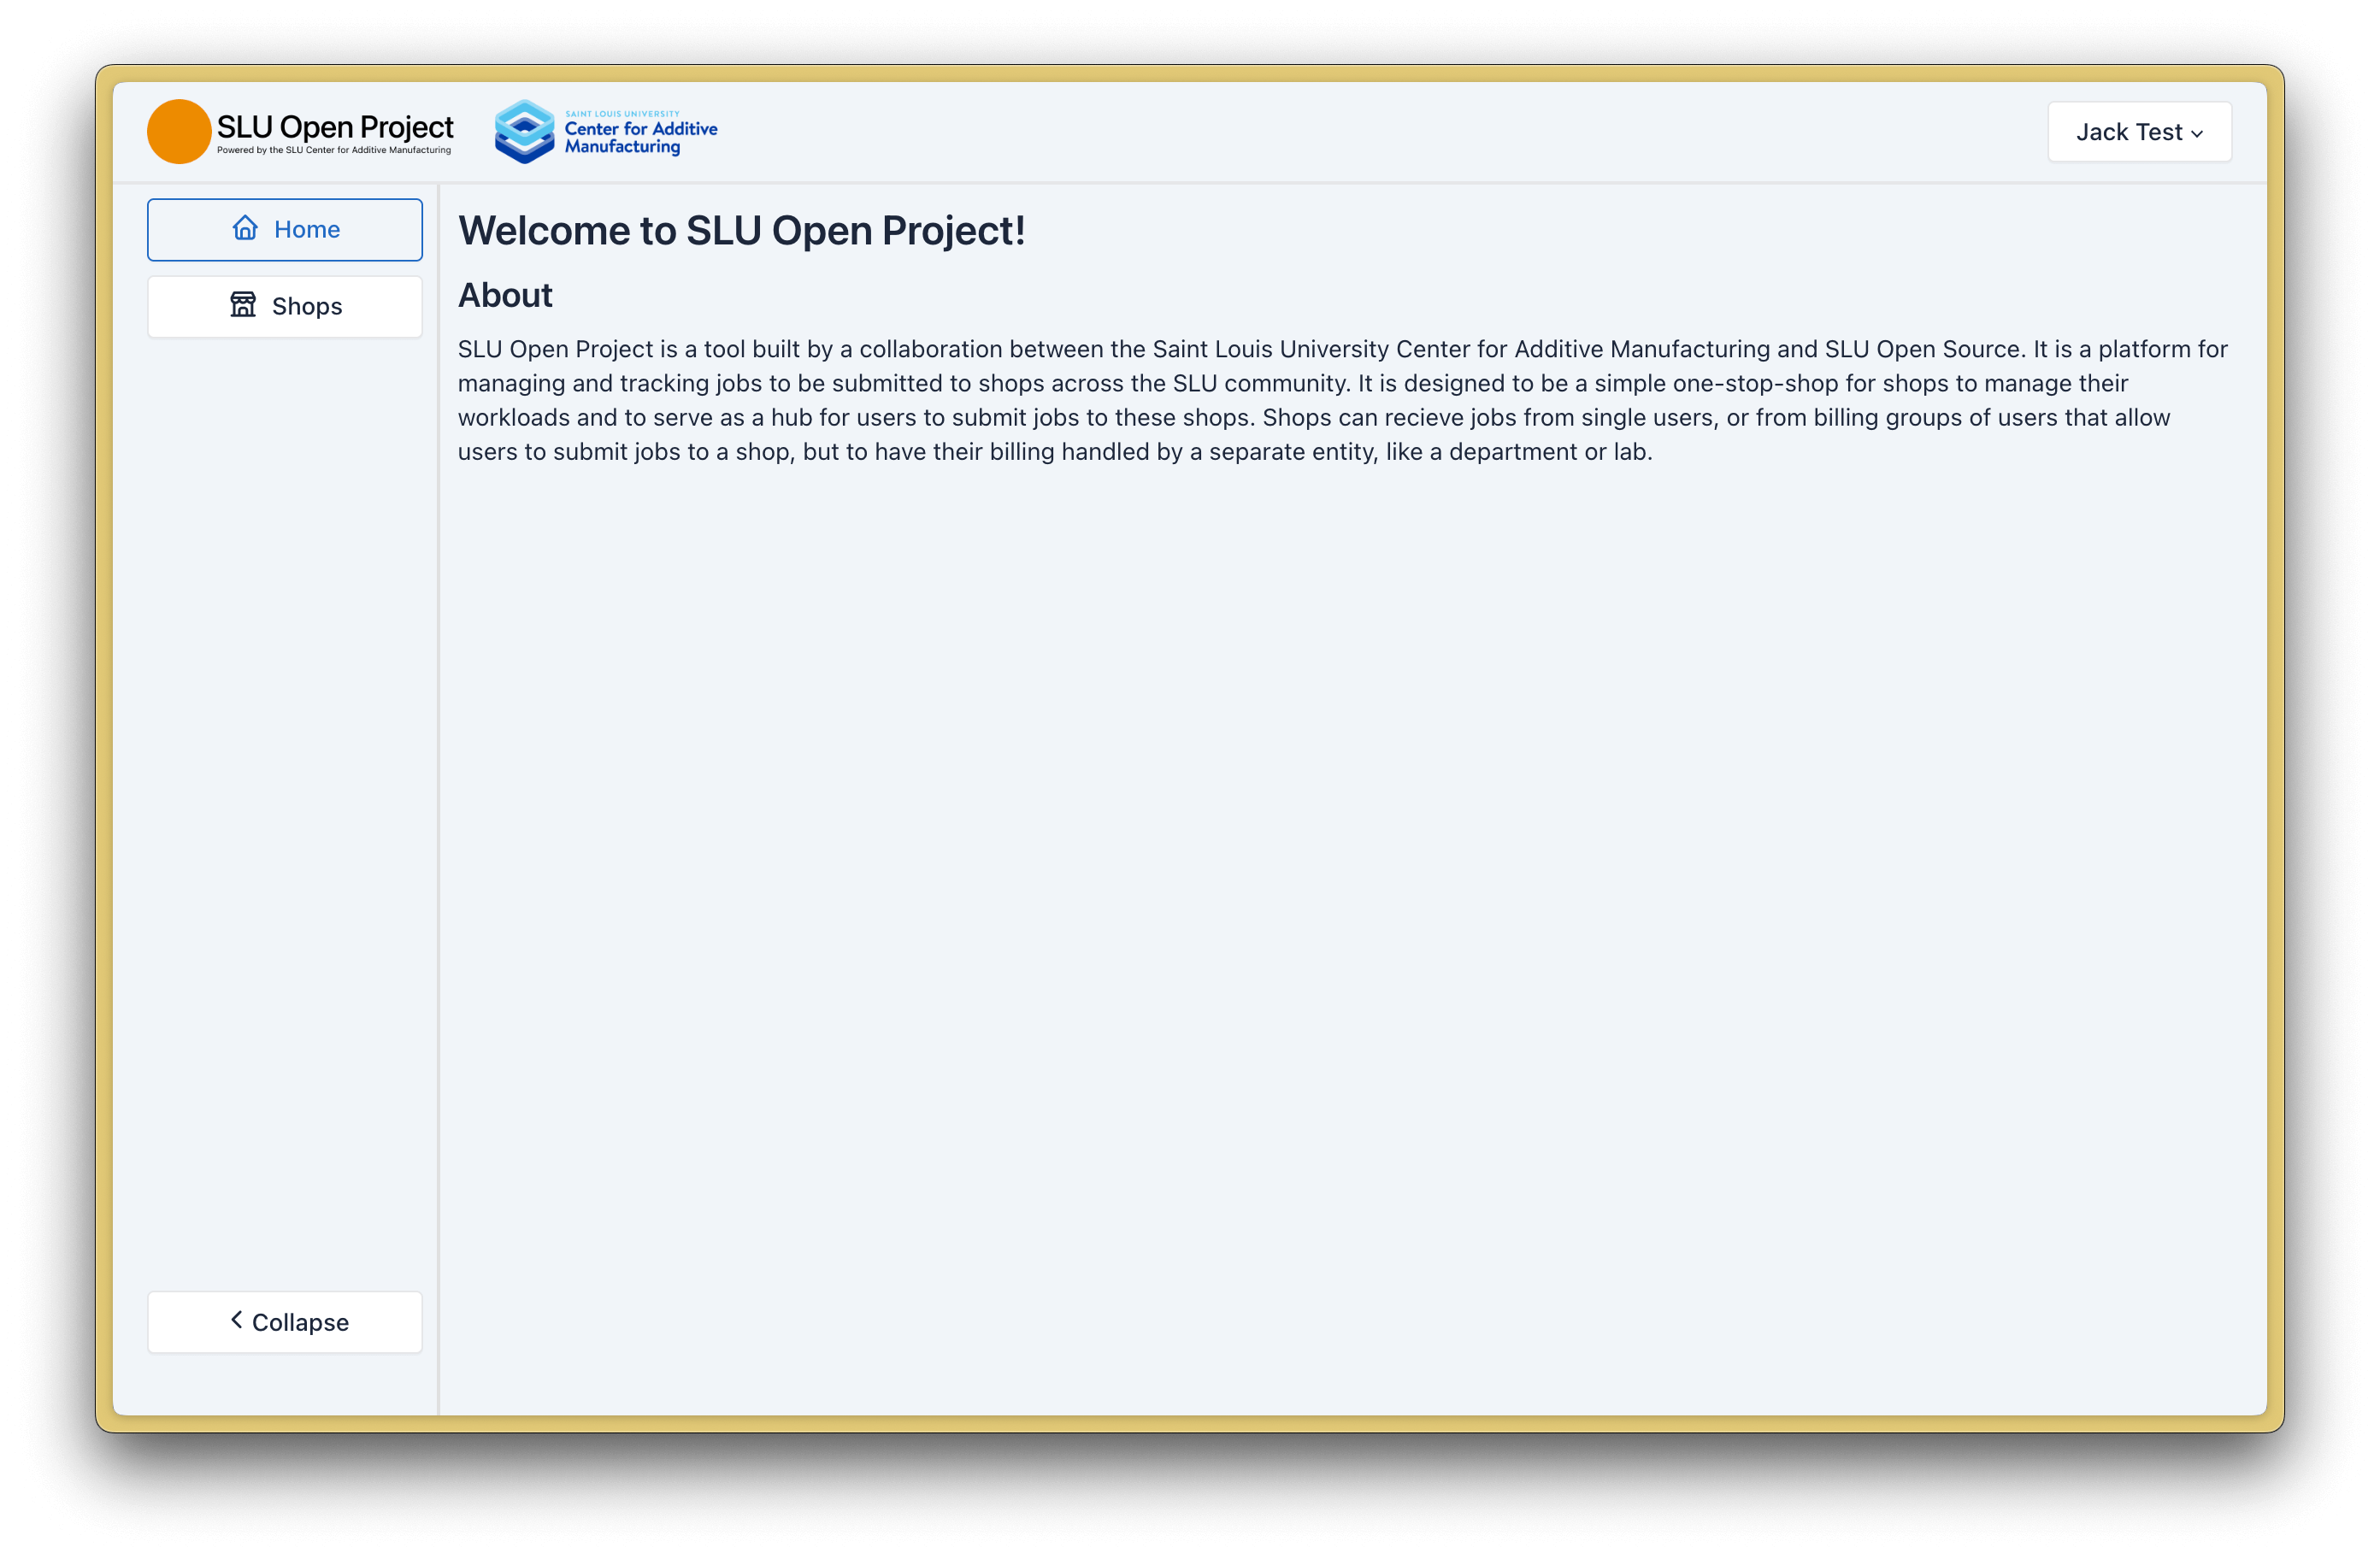 SLU Open Project
Powered by the SLU Center for Additive Manufacturing
SAINT LOUIS UNIVERSITY
Center for Additive
Manufacturing
Jack Test
Home
Shops
Welcome to SLU Open Project!
About
SLU Open Project is a tool built by a collaboration between the Saint Louis University Center for Additive Manufacturing and SLU Open Source. It is a platform for
managing and tracking jobs to be submitted to shops across the SLU community. It is designed to be a simple one-stop-shop for shops to manage their
workloads and to serve as a hub for users to submit jobs to these shops. Shops can recieve jobs from single users, or from billing groups of users that allow
users to submit jobs to a shop, but to have their billing handled by a separate entity, like a department or lab.
Collapse